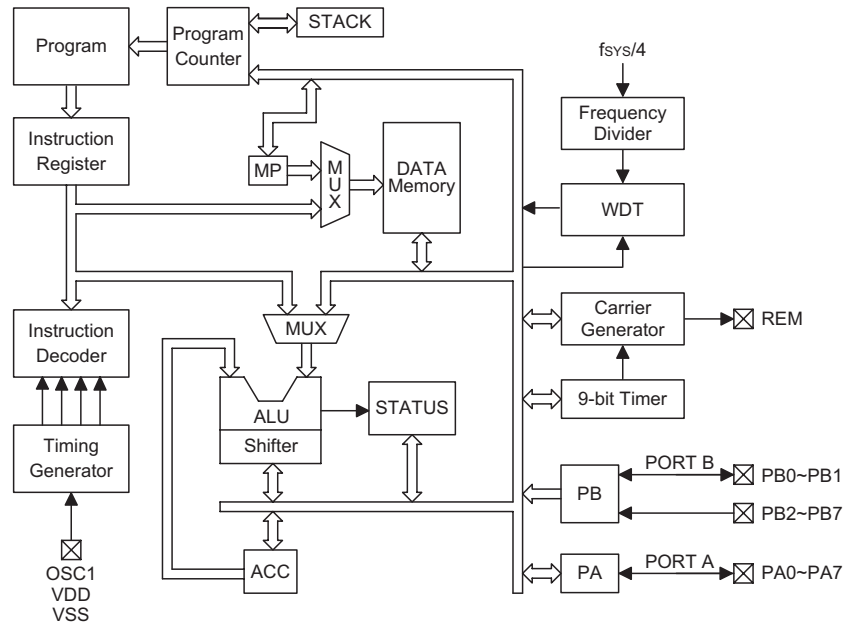 Program
Program
Counter
STACK
fSYS/4
Instruction
Register
MP
M
U
X
DATA
Memory
Frequency
Divider
WDT
Instruction
Decoder
MUX
Carrier
Generator
REM
ALU
Shifter
STATUS
9-bit Timer
Timing
Generator
PB
PORT B
PB0~PB1
PB2~PB7
OSC1
VDD
VSS
ACC
PA
PORT A
PA0~PA7